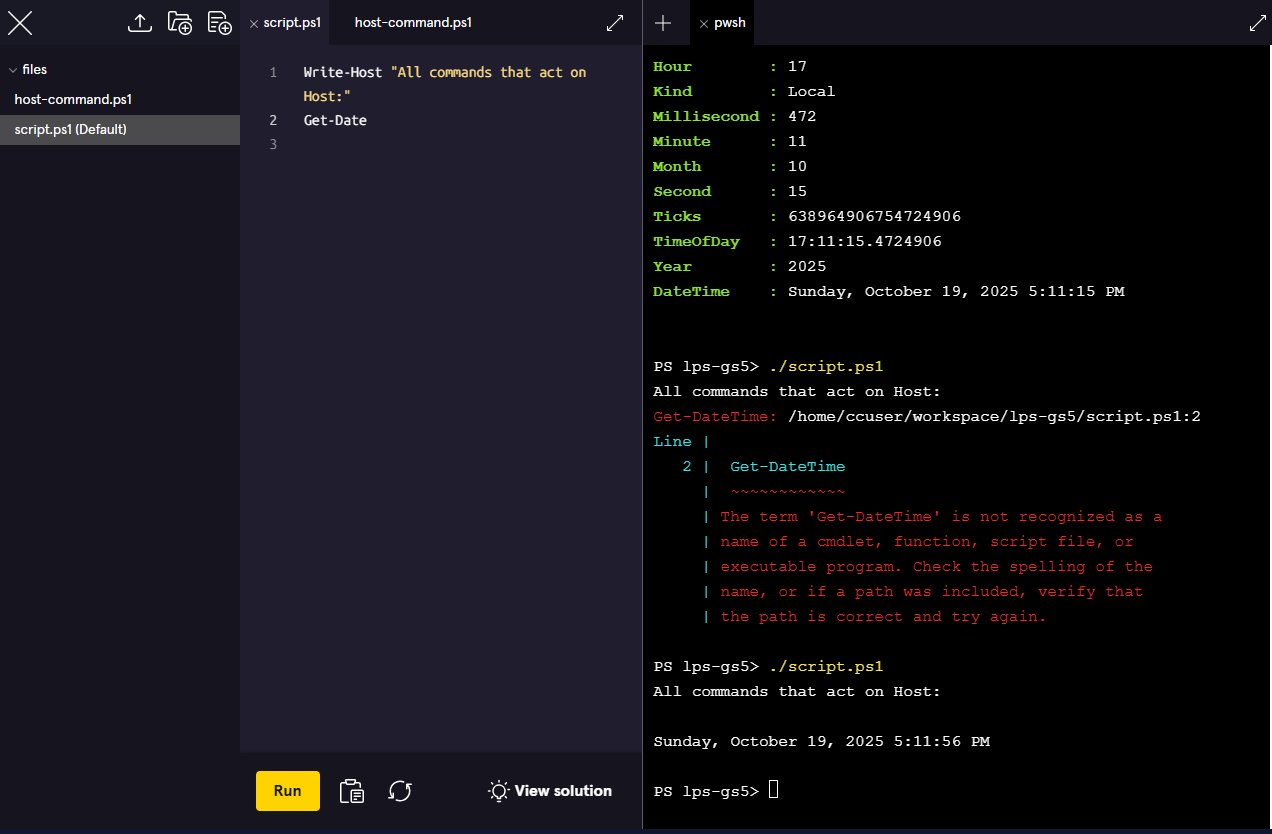 script.ps1
host-command.ps1
pwsh
files
host-command.ps1
script.ps1 (Default)
1 Write-Host "All commands that act on
Host:"
2 Get-Date
3
Run
View solution
Hour : 17
Kind : Local
Millisecond : 472
Minute : 11
Month : 10
Second : 15
Ticks : 638964906754724906
TimeOfDay : 17:11:15.4724906
Year : 2025
DateTime : Sunday, October 19, 2025 5:11:15 PM
PS lps-gs5> ./script.ps1
All commands that act on Host:
Get-DateTime: /home/ccuser/workspace/lps-gs5/script.ps1:2
Line |
2 | Get-DateTime
| ~~~~~~~~~~~~
| The term 'Get-DateTime' is not recognized as a
| name of a cmdlet, function, script file, or
| executable program. Check the spelling of the
| name, or if a path was included, verify that
| the path is correct and try again.
PS lps-gs5> ./script.ps1
All commands that act on Host:
Sunday, October 19, 2025 5:11:56 PM
PS lps-gs5>